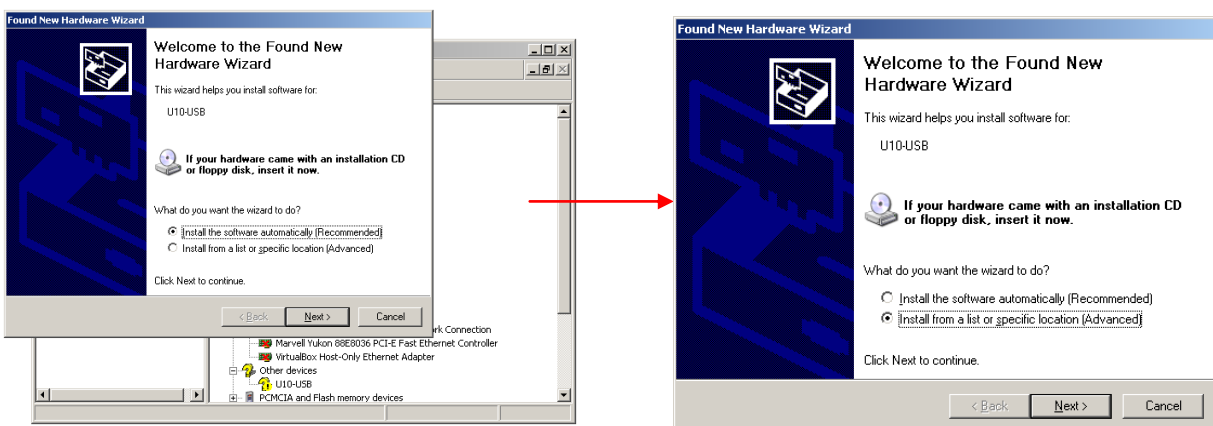 Found New Hardware Wizard
Welcome to the Found New
Hardware Wizard
This wizard helps you install software for:
U10-USB
If your hardware came with an installation CD
or floppy disk, insert it now.
What do you want the wizard to do?
Install the software automatically (Recommended)
Install from a list or specific location (Advanced)
Click Next to continue.
< Back
Next >
Cancel
rk Connection
Marvell Yukon 88E8036 PCI-E Fast Ethernet Controller
VirtualBox Host-Only Ethernet Adapter
Other devices
U10-USB
PCMCIA and Flash memory devices
Found New Hardware Wizard
Welcome to the Found New
Hardware Wizard
This wizard helps you install software for:
U10-USB
If your hardware came with an installation CD
or floppy disk, insert it now.
What do you want the wizard to do?
Install the software automatically (Recommended)
Install from a list or specific location (Advanced)
Click Next to continue.
< Back
Next >
Cancel